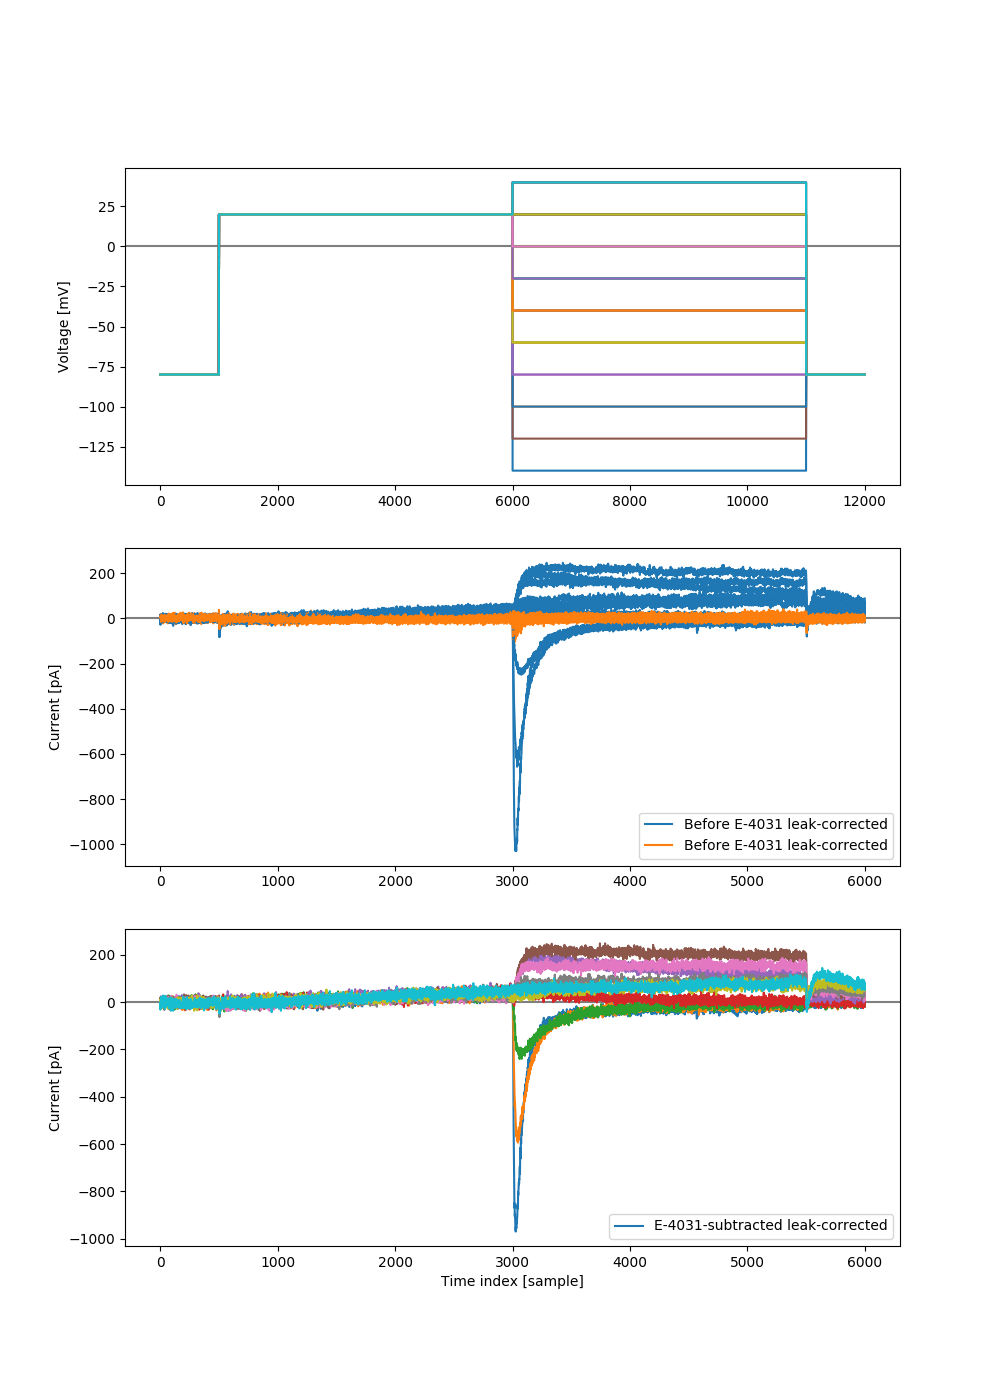 25
0
−25
−50
−75
−100
−125
Voltage [mV]
0 2000 4000 6000 8000 10000 12000
200
0
−200
−400
−600
−800
−1000
Current [pA]
Before E-4031 leak-corrected
Before E-4031 leak-corrected
0 1000 2000 3000 4000 5000 6000
200
0
−200
−400
−600
−800
−1000
Current [pA]
E-4031-subtracted leak-corrected
0 1000 2000 3000 4000 5000 6000
Time index [sample]